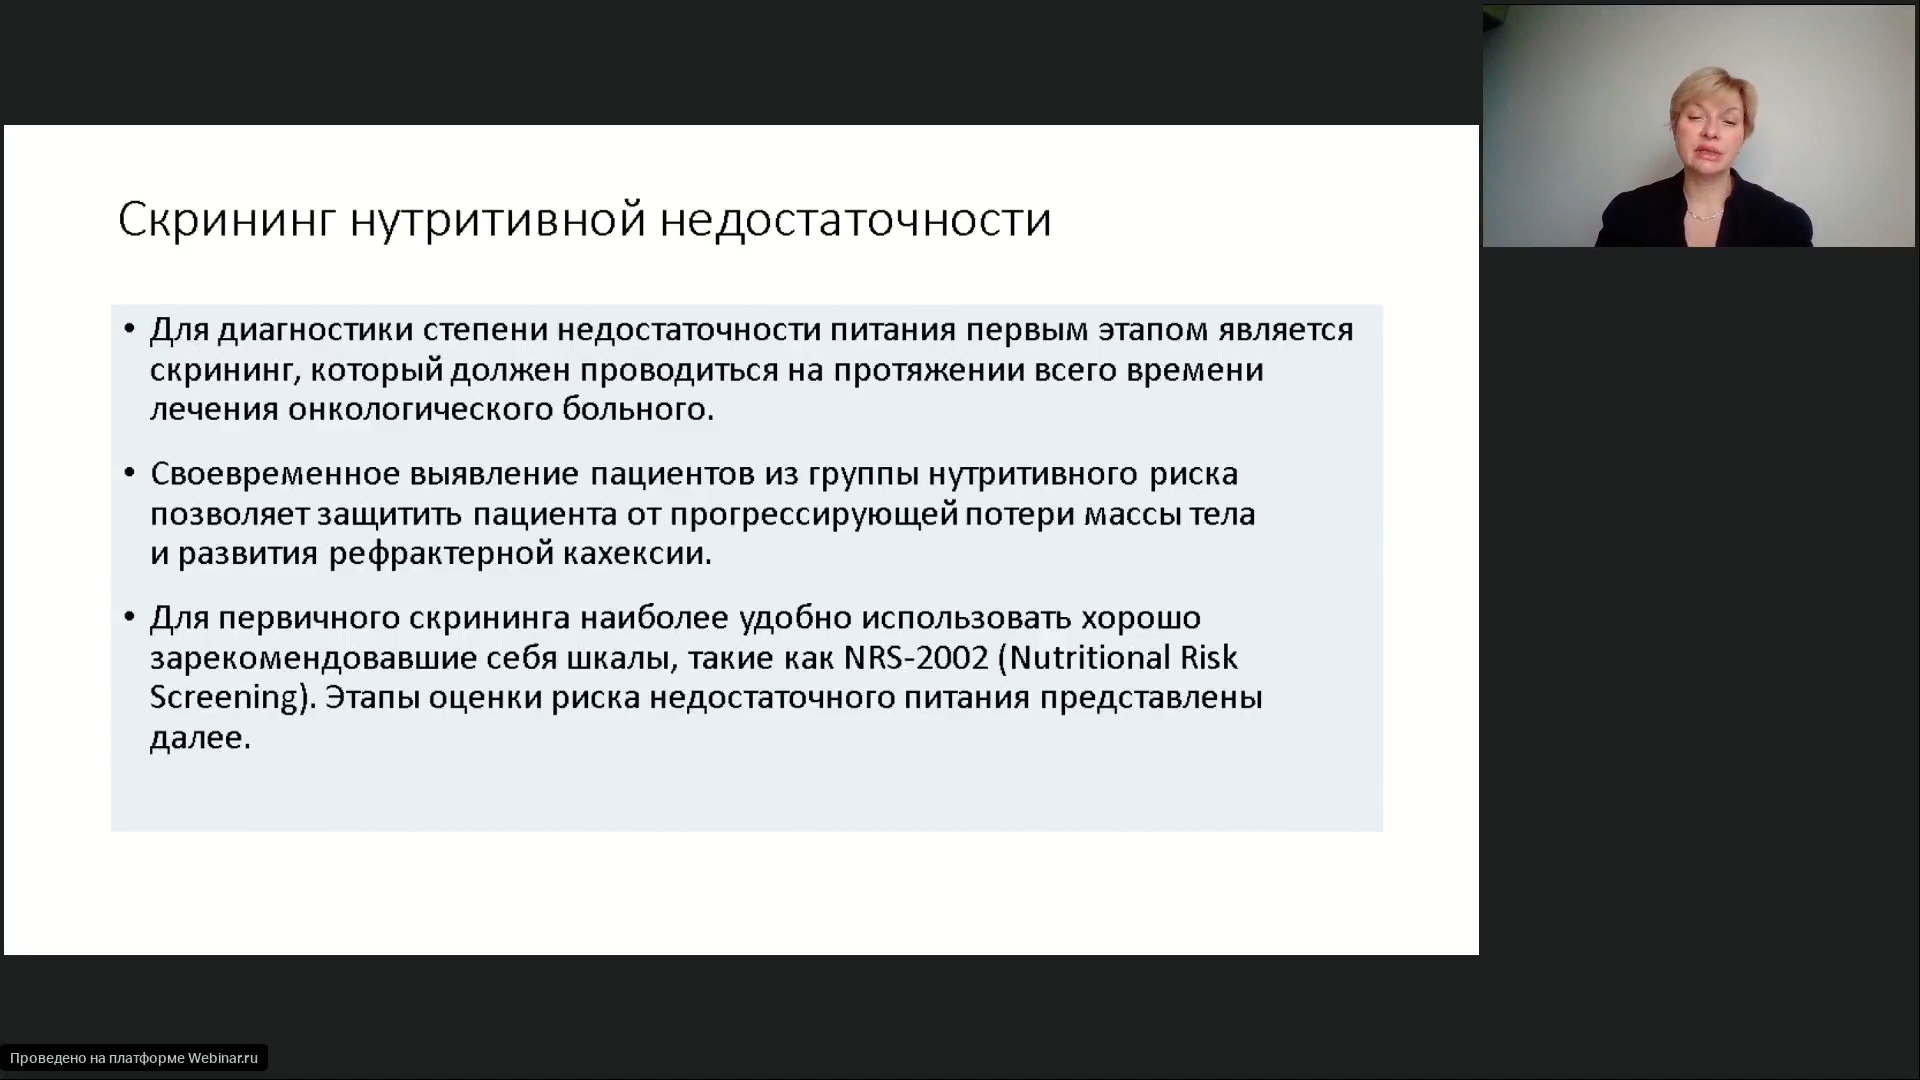 Скрининг нутритивной недостаточности
• Для диагностики степени недостаточности питания первым этапом является
скрининг, который должен проводиться на протяжении всего времени
лечения онкологического больного.
• Своевременное выявление пациентов из группы нутритивного риска
позволяет защитить пациента от прогрессирующей потери массы тела
и развития рефрактерной кахексии.
• Для первичного скрининга наиболее удобно использовать хорошо
зарекомендовавшие себя шкалы, такие как NRS-2002 (Nutritional Risk
Screening). Этапы оценки риска недостаточного питания представлены
далее.
Проведено на платформе Webinar.ru